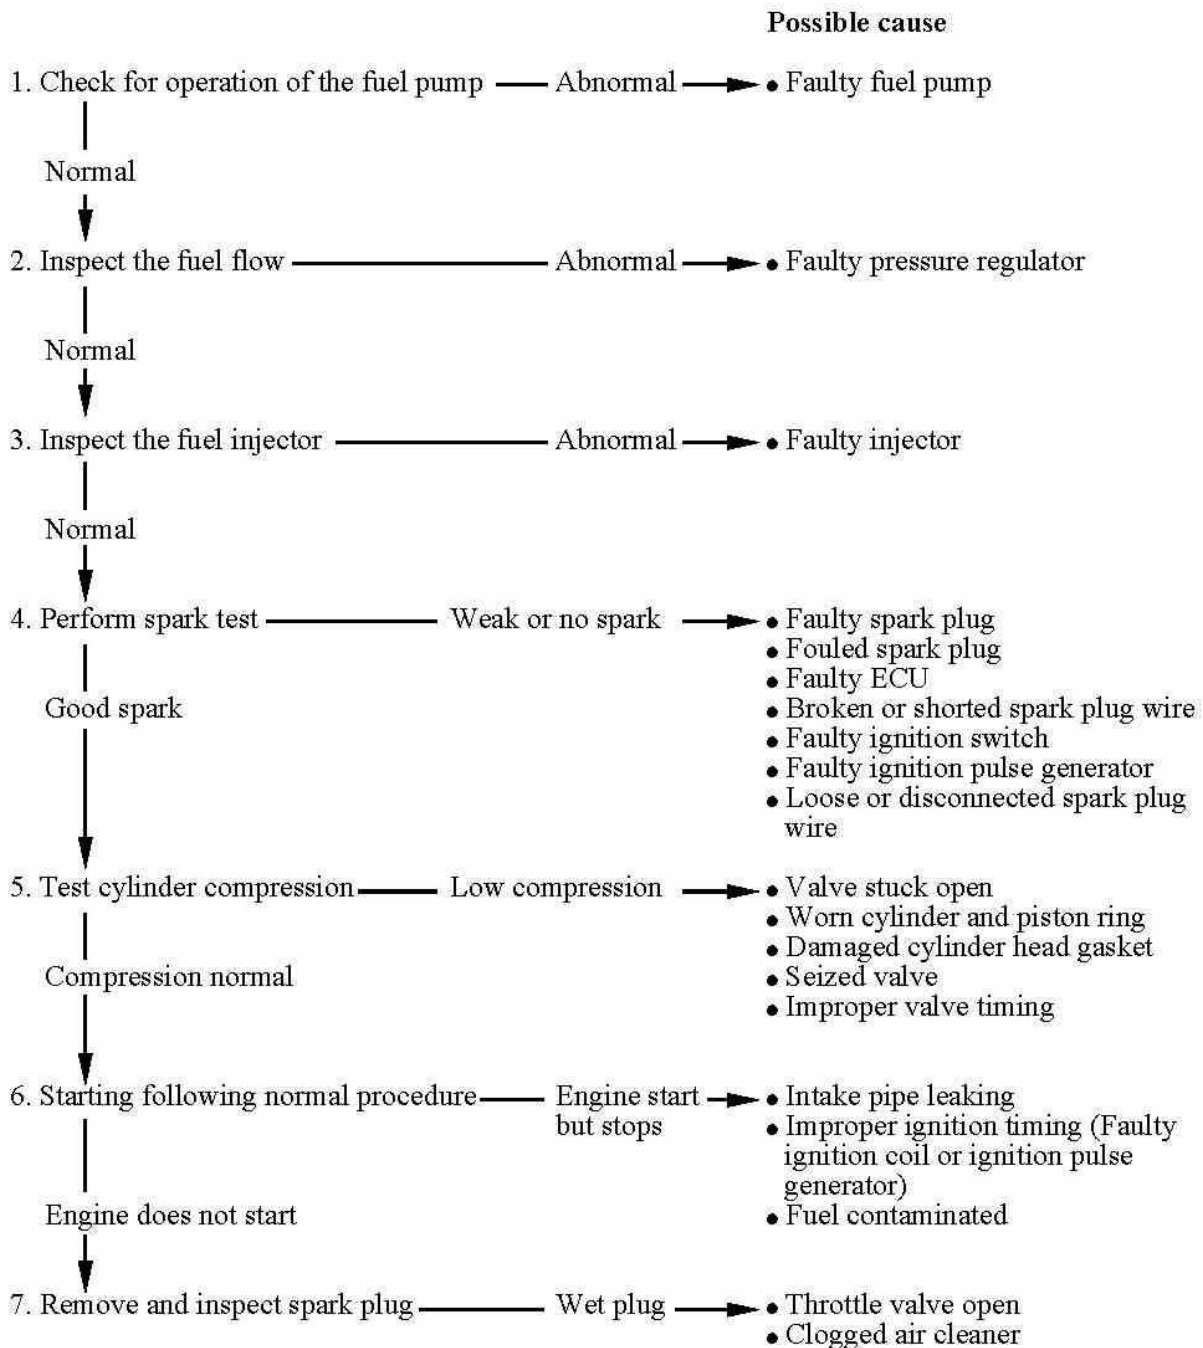 Possible cause
1. Check for operation of the fuel pump Abnormal • Faulty fuel pump
Normal
2. Inspect the fuel flow Abnormal • Faulty pressure regulator
Normal
3. Inspect the fuel injector Abnormal • Faulty injector
Normal
4. Perform spark test Weak or no spark • Faulty spark plug
• Fouled spark plug
• Faulty ECU
Good spark • Broken or shorted spark plug wire
• Faulty ignition switch
• Faulty ignition pulse generator
• Loose or disconnected spark plug
wire
5. Test cylinder compression Low compression • Valve stuck open
• Worn cylinder and piston ring
• Damaged cylinder head gasket
Compression normal • Seized valve
• Improper valve timing
6. Starting following normal procedure Engine start • Intake pipe leaking
but stops • Improper ignition timing (Faulty
ignition coil or ignition pulse
generator)
Engine does not start • Fuel contaminated
7. Remove and inspect spark plug Wet plug • Throttle valve open
• Clogged air cleaner